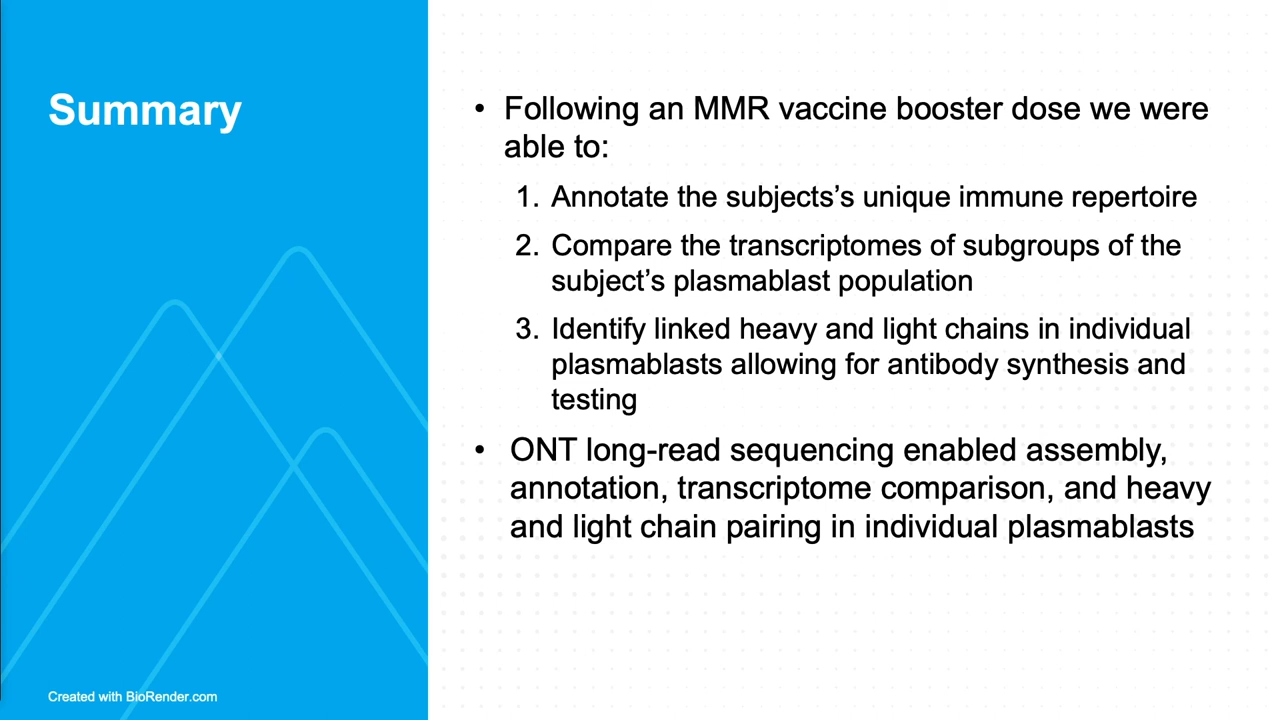 Summary
• Following an MMR vaccine booster dose we were
able to:
1. Annotate the subjects's unique immune repertoire
2. Compare the transcriptomes of subgroups of the
subject's plasmablast population
3. Identify linked heavy and light chains in individual
plasmablasts allowing for antibody synthesis and
testing
• ONT long-read sequencing enabled assembly,
annotation, transcriptome comparison, and heavy
and light chain pairing in individual plasmablasts
Created with BioRender.com